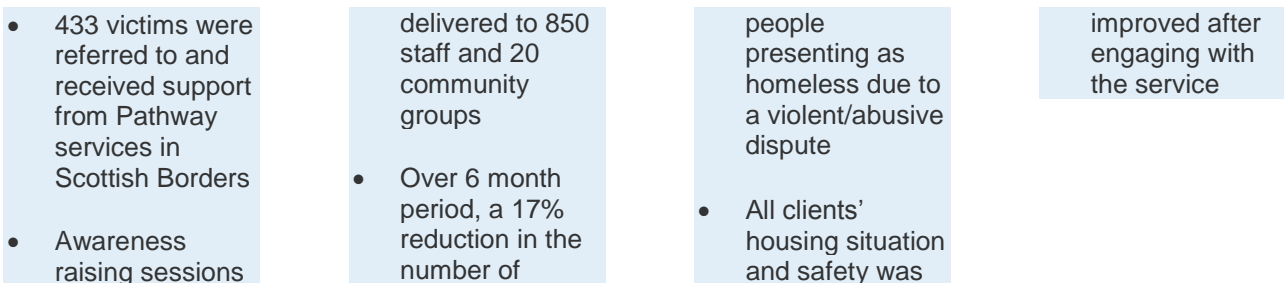 • 433 victims were
referred to and
received support
from Pathway
services in
Scottish Borders
• Awareness
raising sessions
delivered to 850
staff and 20
community
groups
• Over 6 month
period, a 17%
reduction in the
number of
people
presenting as
homeless due to
a violent/abusive
dispute
• All clients’
housing situation
and safety was
improved after
engaging with
the service